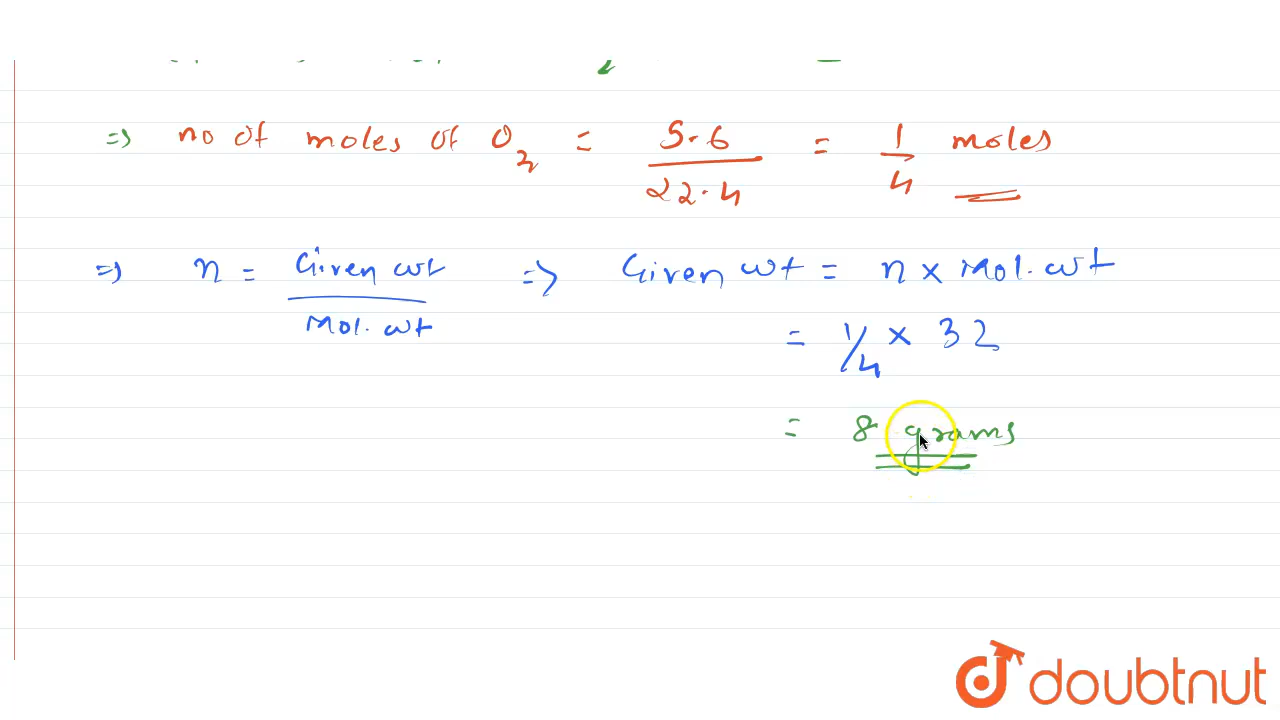 => no of moles of O2 = 5.6 / 22.4 = 1/4 moles
=> n = Given wt / Mol. wt => Given wt = n × Mol. wt
= 1/4 × 32
= 8 grams
doubtnut